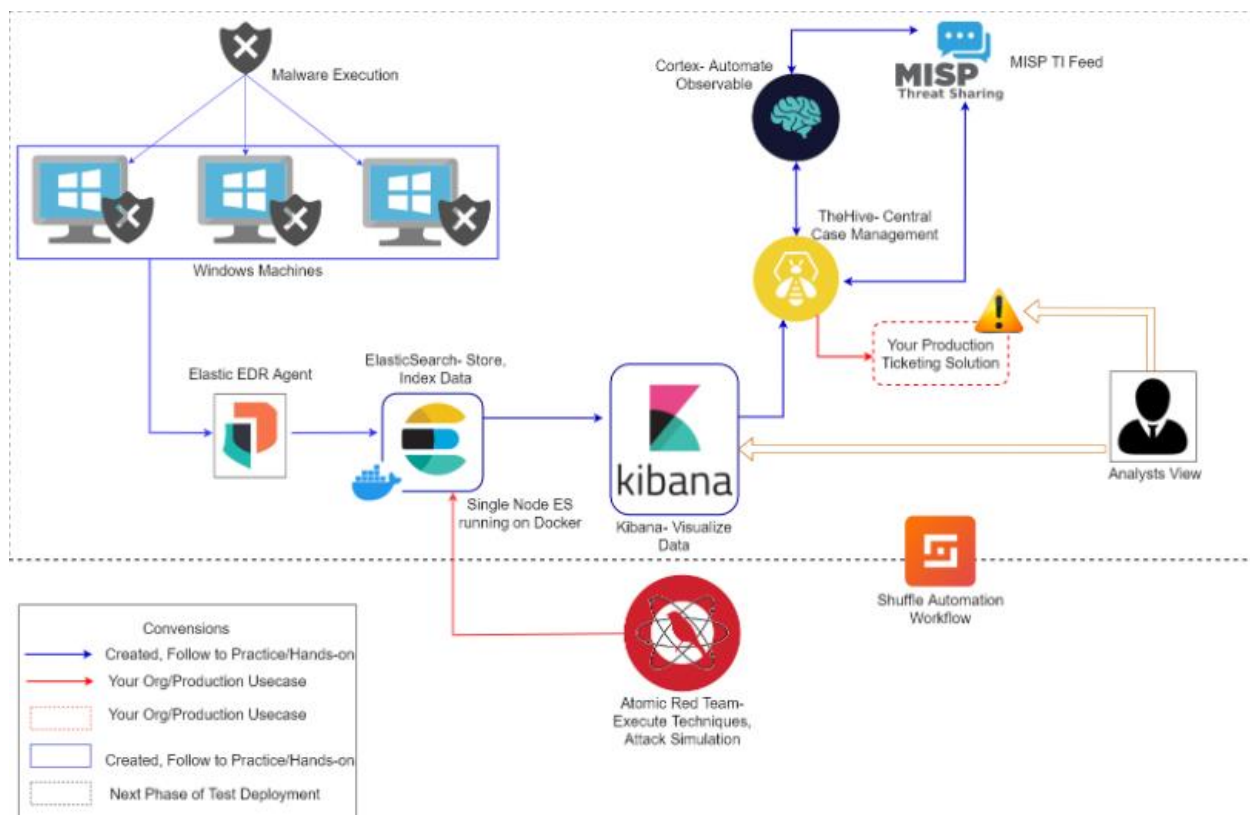 Malware Execution
Windows Machines
Cortex- Automate
Observable
MISP
Threat Sharing
MISP TI Feed
TheHive- Central
Case Management
Your Production
Ticketing Solution
Elastic EDR Agent
ElasticSearch- Store,
Index Data
Single Node ES
running on Docker
kibana
Kibana- Visualize
Data
Analysts View
Shuffle Automation
Workflow
Atomic Red Team-
Execute Techniques,
Attack Simulation
Convensions
Created, Follow to Practice/Hands-on
Your Org/Production Usecase
Your Org/Production Usecase
Created, Follow to Practice/Hands-on
Next Phase of Test Deployment